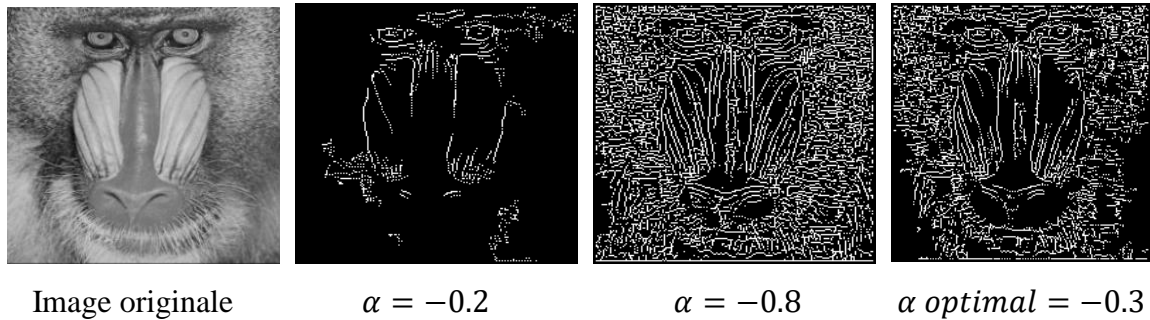 Image originale
α = −0.2
α = −0.8
α optimal = −0.3